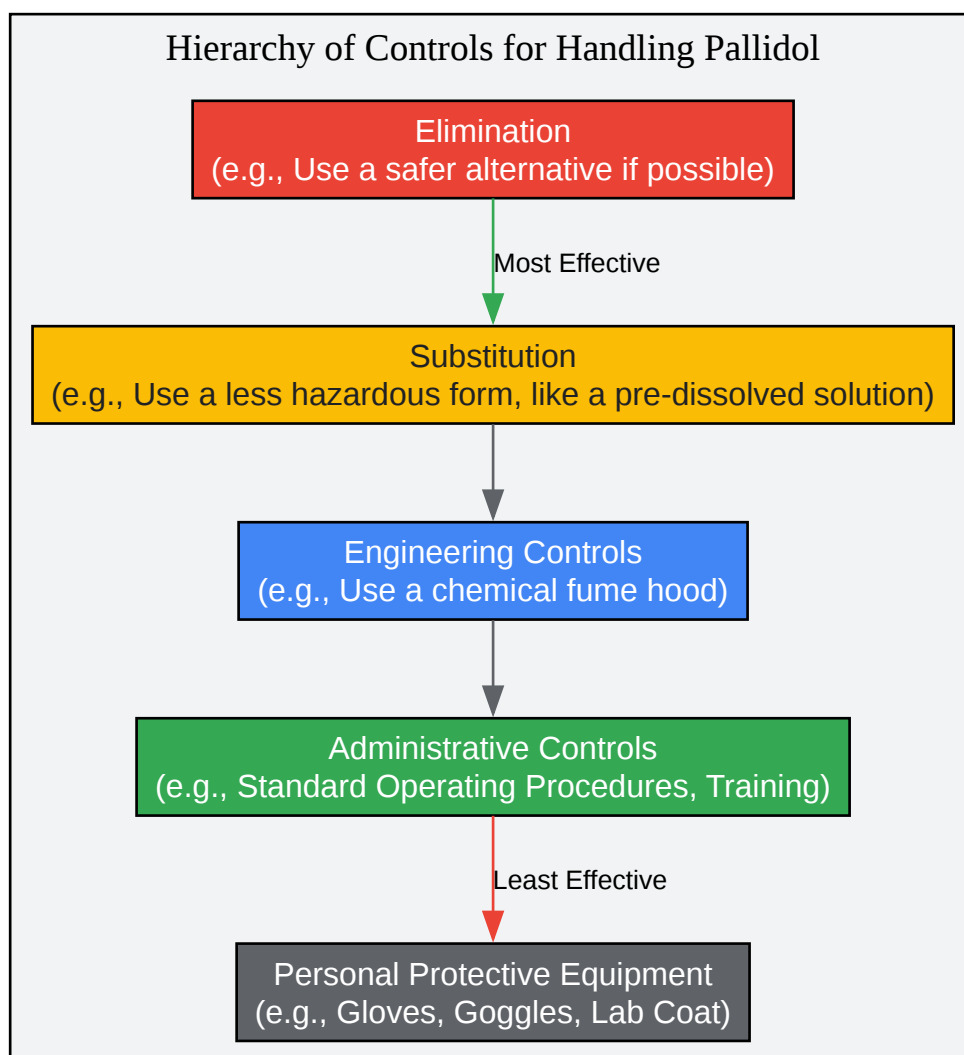 Hierarchy of Controls for Handling Pallidol
Elimination
(e.g., Use a safer alternative if possible)
Most Effective
Substitution
(e.g., Use a less hazardous form, like a pre-dissolved solution)
Engineering Controls
(e.g., Use a chemical fume hood)
Administrative Controls
(e.g., Standard Operating Procedures, Training)
Least Effective
Personal Protective Equipment
(e.g., Gloves, Goggles, Lab Coat)